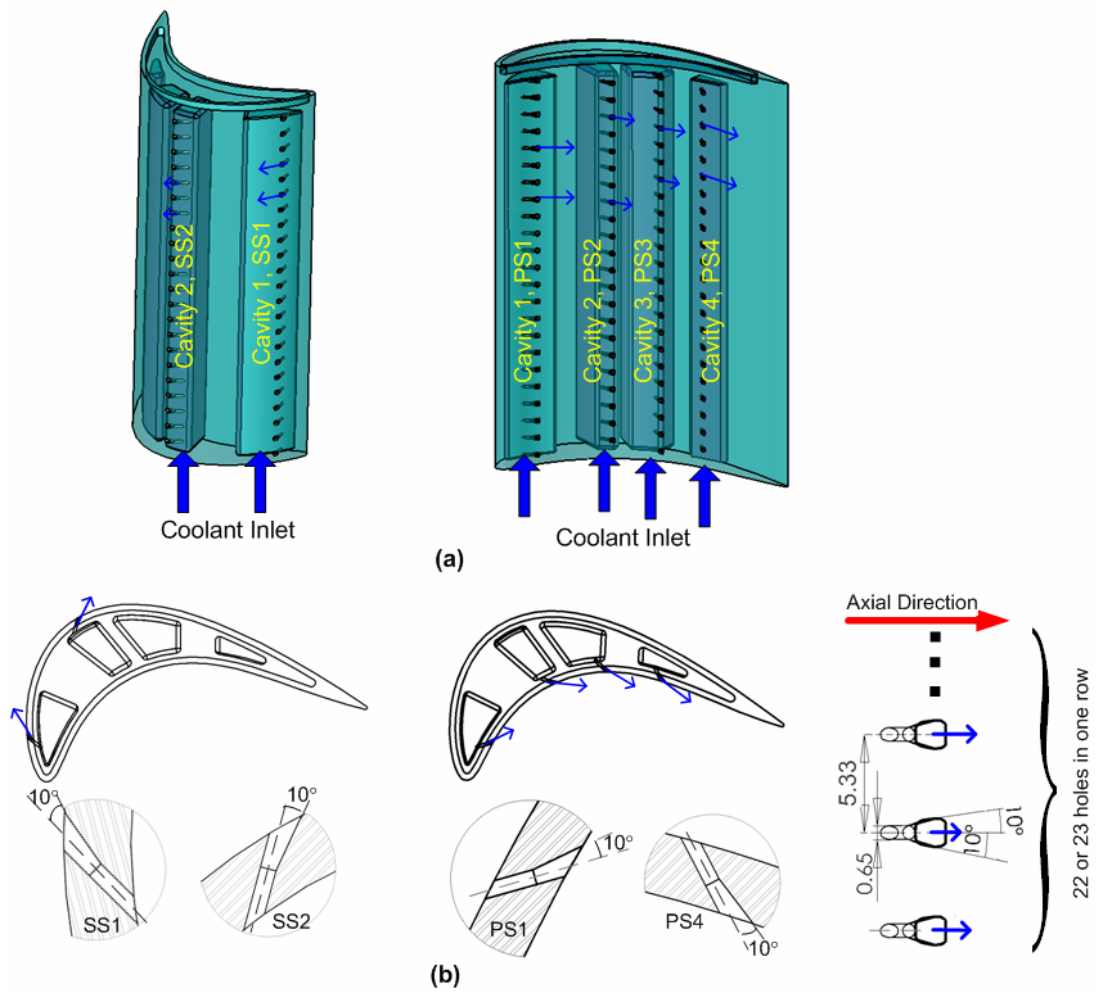 Cavity 2, SS2
Cavity 1, SS1
Cavity 1, PS1
Cavity 2, PS2
Cavity 3, PS3
Cavity 4, PS4
Coolant Inlet
Coolant Inlet
(a)
Axial Direction
5.33
0.65
10°
10°
22 or 23 holes in one row
10°
SS1
10°
SS2
10°
PS1
PS4
10°
(b)